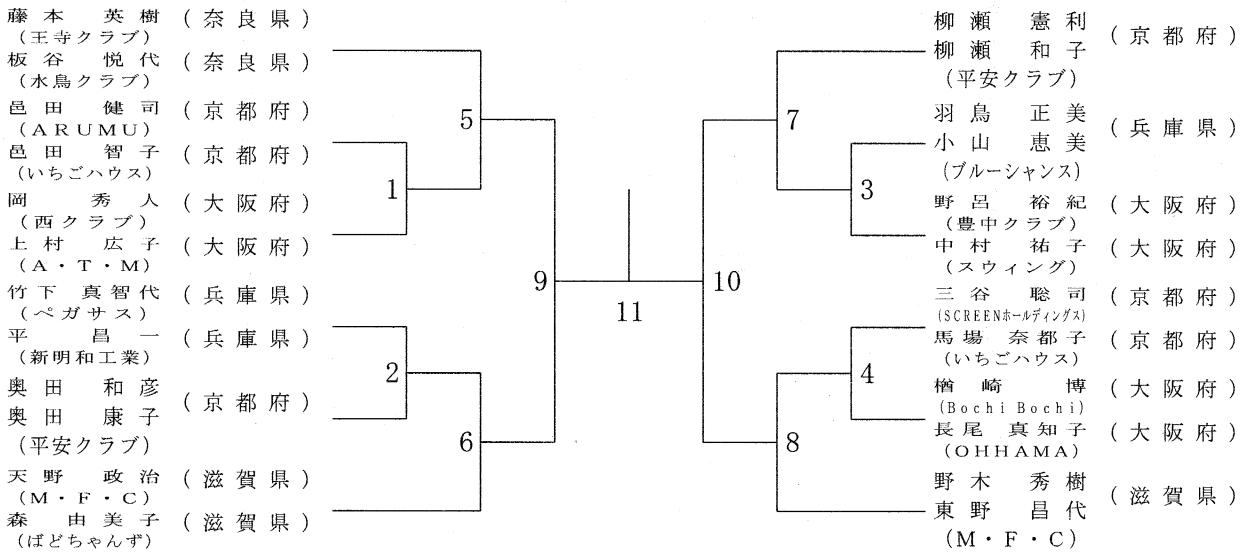 藤本 英樹 (奈良県)
(王寺クラブ)
板谷 悦代 (奈良県)
(水鳥クラブ)
邑田 健司 (京都府)
(ARUMU)
邑田 智子 (京都府)
(いちごハウス)
岡 秀人 (大阪府)
(西クラブ)
上村 広子 (大阪府)
(A・T・M)
竹下 真智代 (兵庫県)
(ペガサス)
平 昌一 (兵庫県)
(新明和工業)
奥田 和彦
奥田 康子 (京都府)
(平安クラブ)
天野 政治 (滋賀県)
(M・F・C)
森 由美子 (滋賀県)
(ばどちゃんず)
5
1
9
2
6
11
7
3
10
4
8
柳瀬 憲利
柳瀬 和子 (京都府)
(平安クラブ)
羽鳥 正美
小山 恵美 (兵庫県)
(ブルーシャンス)
野呂 裕紀 (大阪府)
(豊中クラブ)
中村 祐子 (大阪府)
(スウィング)
三谷 聡司 (京都府)
(SCREENホールディングス)
馬場 奈都子 (京都府)
(いちごハウス)
楢崎 博 (大阪府)
(Bochi Bochi)
長尾 真知子 (大阪府)
(OHHAMA)
野木 秀樹
東野 昌代 (滋賀県)
(M・F・C)